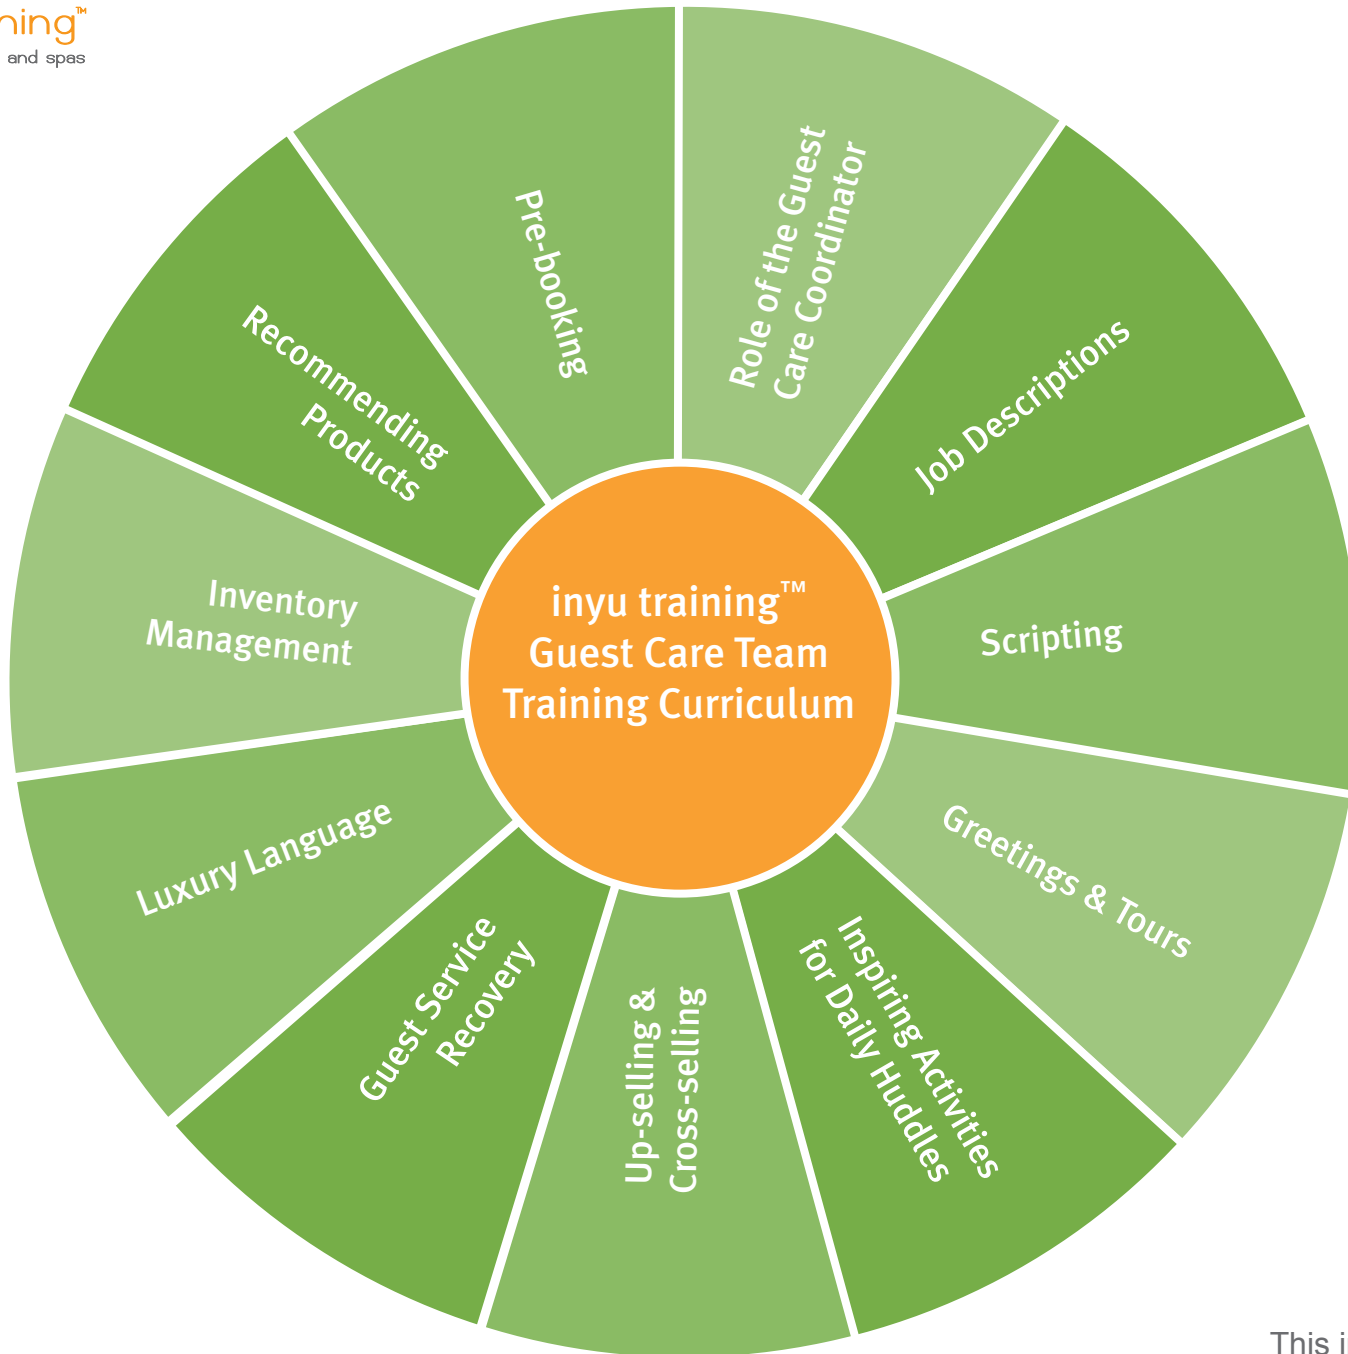 and spas
Role of the Guest
Care Coordinator
Job Descriptions
Scripting
Greetings & Tours
Inspiring Activities
for Daily Huddles
Up-selling &
Cross-selling
Guest Service
Recovery
Luxury Language
Inventory
Management
Recommending
Products
Pre-booking
inyu training™
Guest Care Team
Training Curriculum
This